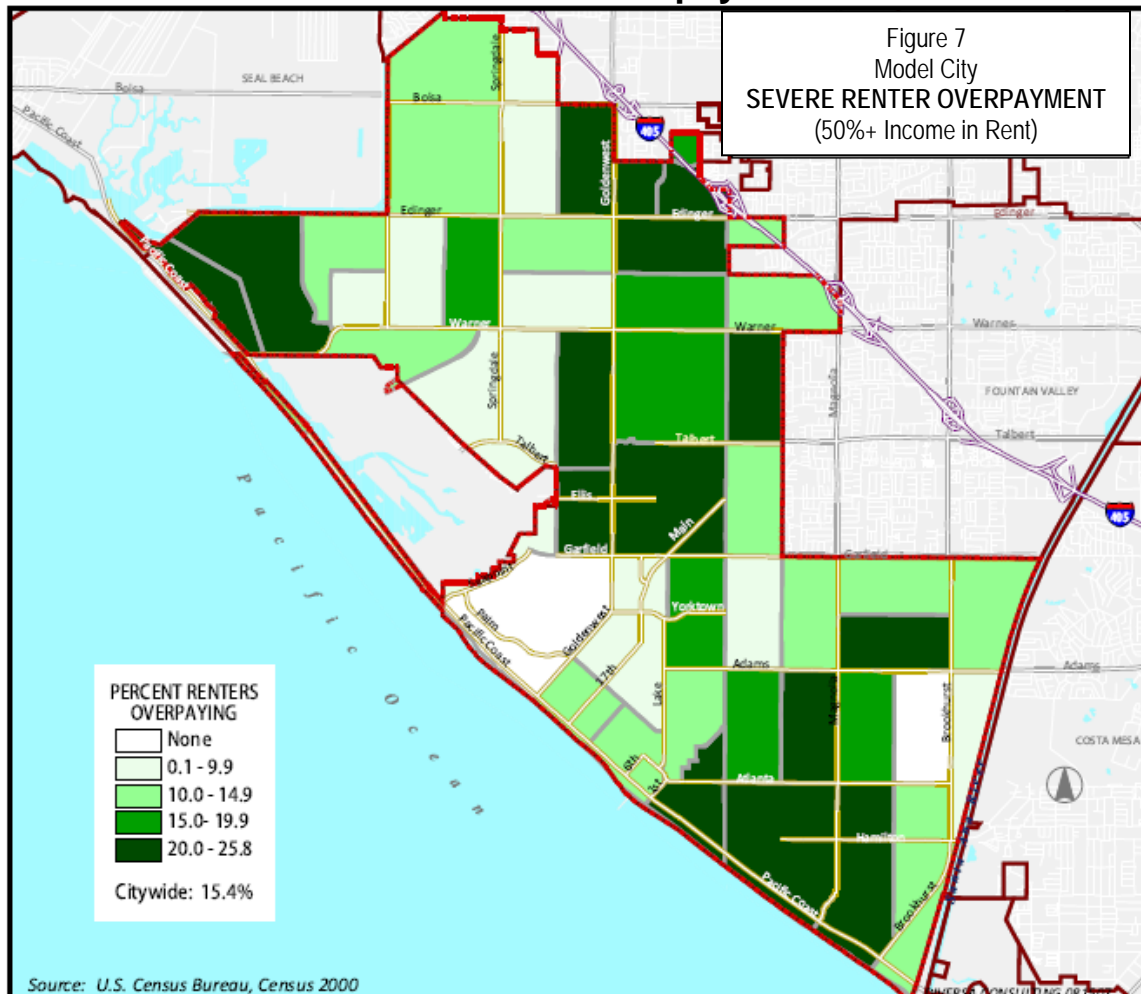 Figure 7
Model City
SEVERE RENTER OVERPAYMENT
(50%+ Income in Rent)
SEAL BEACH
Bolsa
Pacific Coast
Springdale
Bolsa
405
Goldenwest
Edinger
Edinger
Edinger
Pacific Coast
Warner
Warner
Warner
Springdale
Magnolia
FOUNTAIN VALLEY
Talbert
Talbert
Talbert
Ellis
405
Main
Garfield
Garfield
Yorktown
Palm
Pacific Coast
Goldenwest
17th
Lake
Adams
Adams
Magnolia
Brookhurst
COSTA MESA
6th
1st
Atlanta
Hamilton
Pacific Coast
Brookhurst
Pacific Ocean
PERCENT RENTERS
OVERPAYING
None
0.1 - 9.9
10.0 - 14.9
15.0- 19.9
20.0 - 25.8
Citywide: 15.4%
Source: U.S. Census Bureau, Census 2000